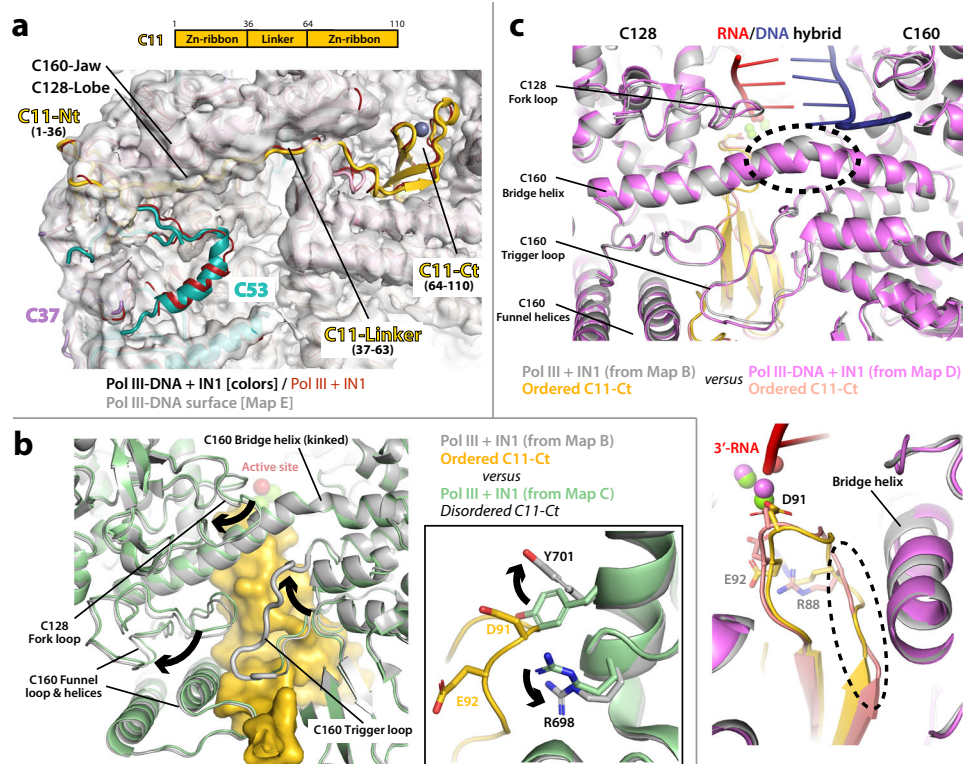 a
1 36 64 110
C11 Zn-ribbon Linker Zn-ribbon
C160-Jaw
C128-Lobe
C11-Nt
(1-36)
C53
C37
C11-Ct
(64-110)
C11-Linker
(37-63)
Pol III-DNA + IN1 [colors] / Pol III + IN1
Pol III-DNA surface [Map E]
b
C160 Bridge helix (kinked)
Active site
C128
Fork loop
C160 Funnel
loop & helices
C160 Trigger loop
Pol III + IN1 (from Map B)
Ordered C11-Ct
versus
Pol III + IN1 (from Map C)
Disordered C11-Ct
Y701
D91
E92
R698
c
C128 RNA/DNA hybrid C160
C128
Fork loop
C160
Bridge helix
C160
Trigger loop
C160
Funnel helices
Pol III + IN1 (from Map B) versus Pol III-DNA + IN1 (from Map D)
Ordered C11-Ct Ordered C11-Ct
3′-RNA
D91
Bridge helix
E92
R88